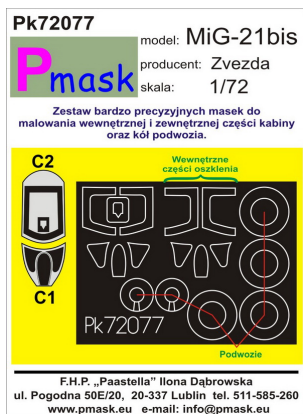 Pk72077
Pmask
model: MiG-21bis
producent: Zvezda
skala: 1/72
Zestaw bardzo precyzyjnych masek do
malowania wewnętrznej i zewnętrznej części kabiny
oraz kół podwozia.
C2
Wewnętrzne
części oszklenia
C1
Pk72077
Podwozie
F.H.P. „Paastella” Ilona Dąbrowska
ul. Pogodna 50E/20, 20-337 Lublin tel. 511-585-260
www.pmask.eu e-mail: info@pmask.eu